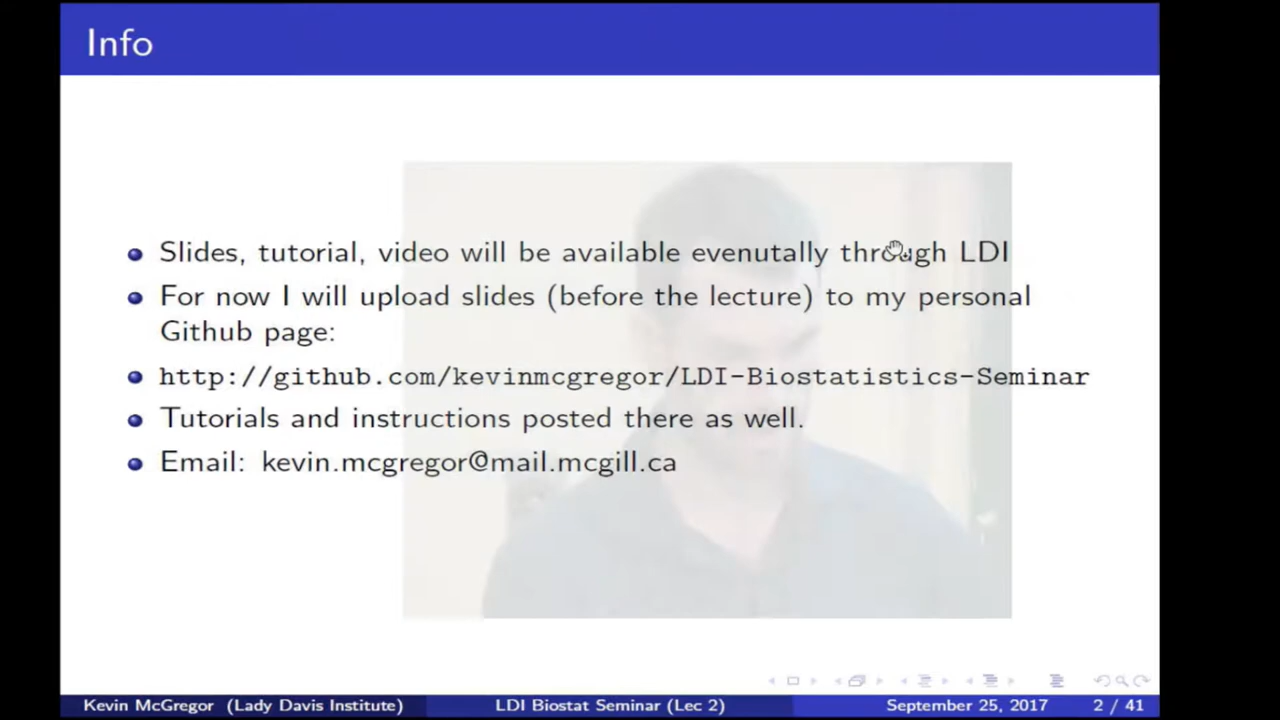 Info
Slides, tutorial, video will be available evenutally through LDI
For now I will upload slides (before the lecture) to my personal
Github page:
http://github.com/kevinmcgregor/LDI-Biostatistics-Seminar
Tutorials and instructions posted there as well.
Email: kevin.mcgregor@mail.mcgill.ca
Kevin McGregor (Lady Davis Institute) LDI Biostat Seminar (Lec 2) September 25, 2017 2 / 41